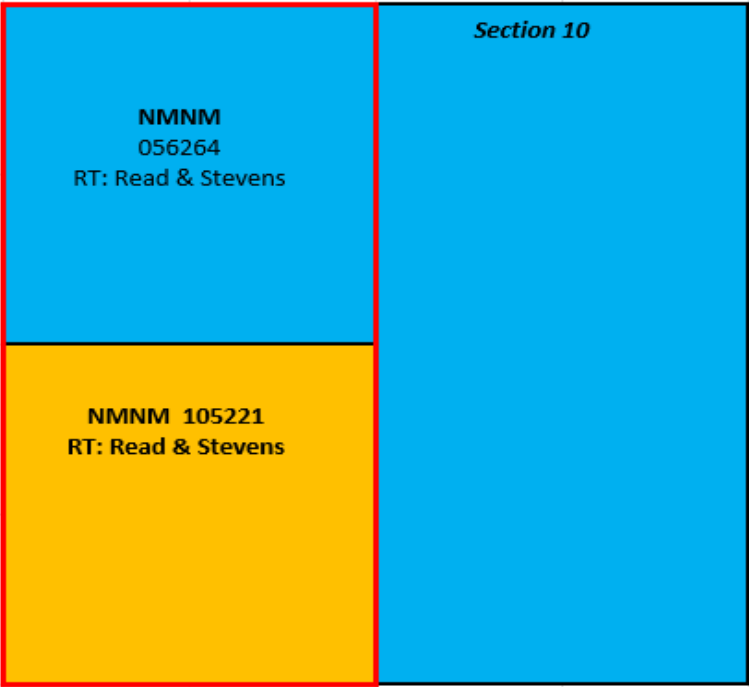 Section 10
NMNM
056264
RT: Read & Stevens
NMNM 105221
RT: Read & Stevens